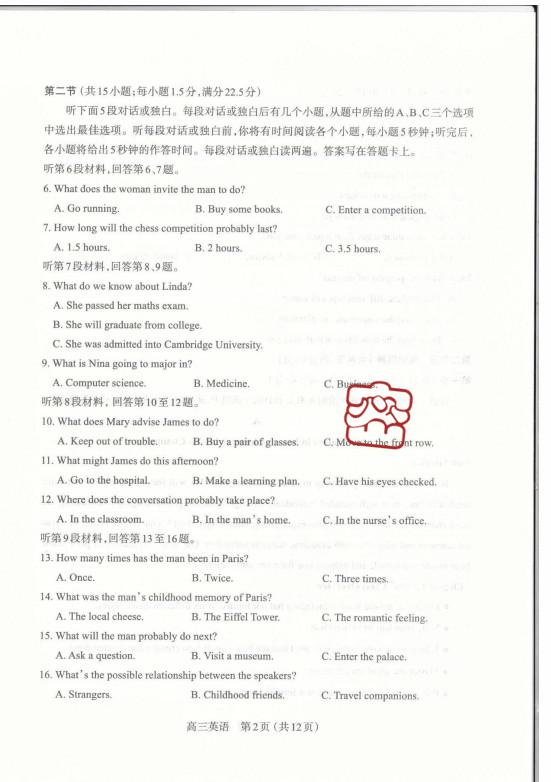 第二节 (共15小题;每小题1.5分,满分22.5分)
听下面5段对话或独白。每段对话或独白后有几个小题,从题中所给的A、B、C三个选项
中选出最佳选项。听每段对话或独白前,你将有时间阅读各个小题,每小题5秒钟;听完后,
各小题将给出5秒钟的作答时间。每段对话或独白读两遍。答案写在答题卡上。
听第6段材料,回答第6、7题。
6. What does the woman invite the man to do?
A. Go running. B. Buy some books. C. Enter a competition.
7. How long will the chess competition probably last?
A. 1.5 hours. B. 2 hours. C. 3.5 hours.
听第7段材料,回答第8、9题。
8. What do we know about Linda?
A. She passed her maths exam.
B. She will graduate from college.
C. She was admitted into Cambridge University.
9. What is Nina going to major in?
A. Computer science. B. Medicine. C. Business.
听第8段材料,回答第10至12题。
10. What does Mary advise James to do?
A. Keep out of trouble. B. Buy a pair of glasses. C. Move to the front row.
11. What might James do this afternoon?
A. Go to the hospital. B. Make a learning plan. C. Have his eyes checked.
12. Where does the conversation probably take place?
A. In the classroom. B. In the man's home. C. In the nurse's office.
听第9段材料,回答第13至16题。
13. How many times has the man been in Paris?
A. Once. B. Twice. C. Three times.
14. What was the man's childhood memory of Paris?
A. The local cheese. B. The Eiffel Tower. C. The romantic feeling.
15. What will the man probably do next?
A. Ask a question. B. Visit a museum. C. Enter the palace.
16. What's the possible relationship between the speakers?
A. Strangers. B. Childhood friends. C. Travel companions.
高三英语 第2页(共12页)